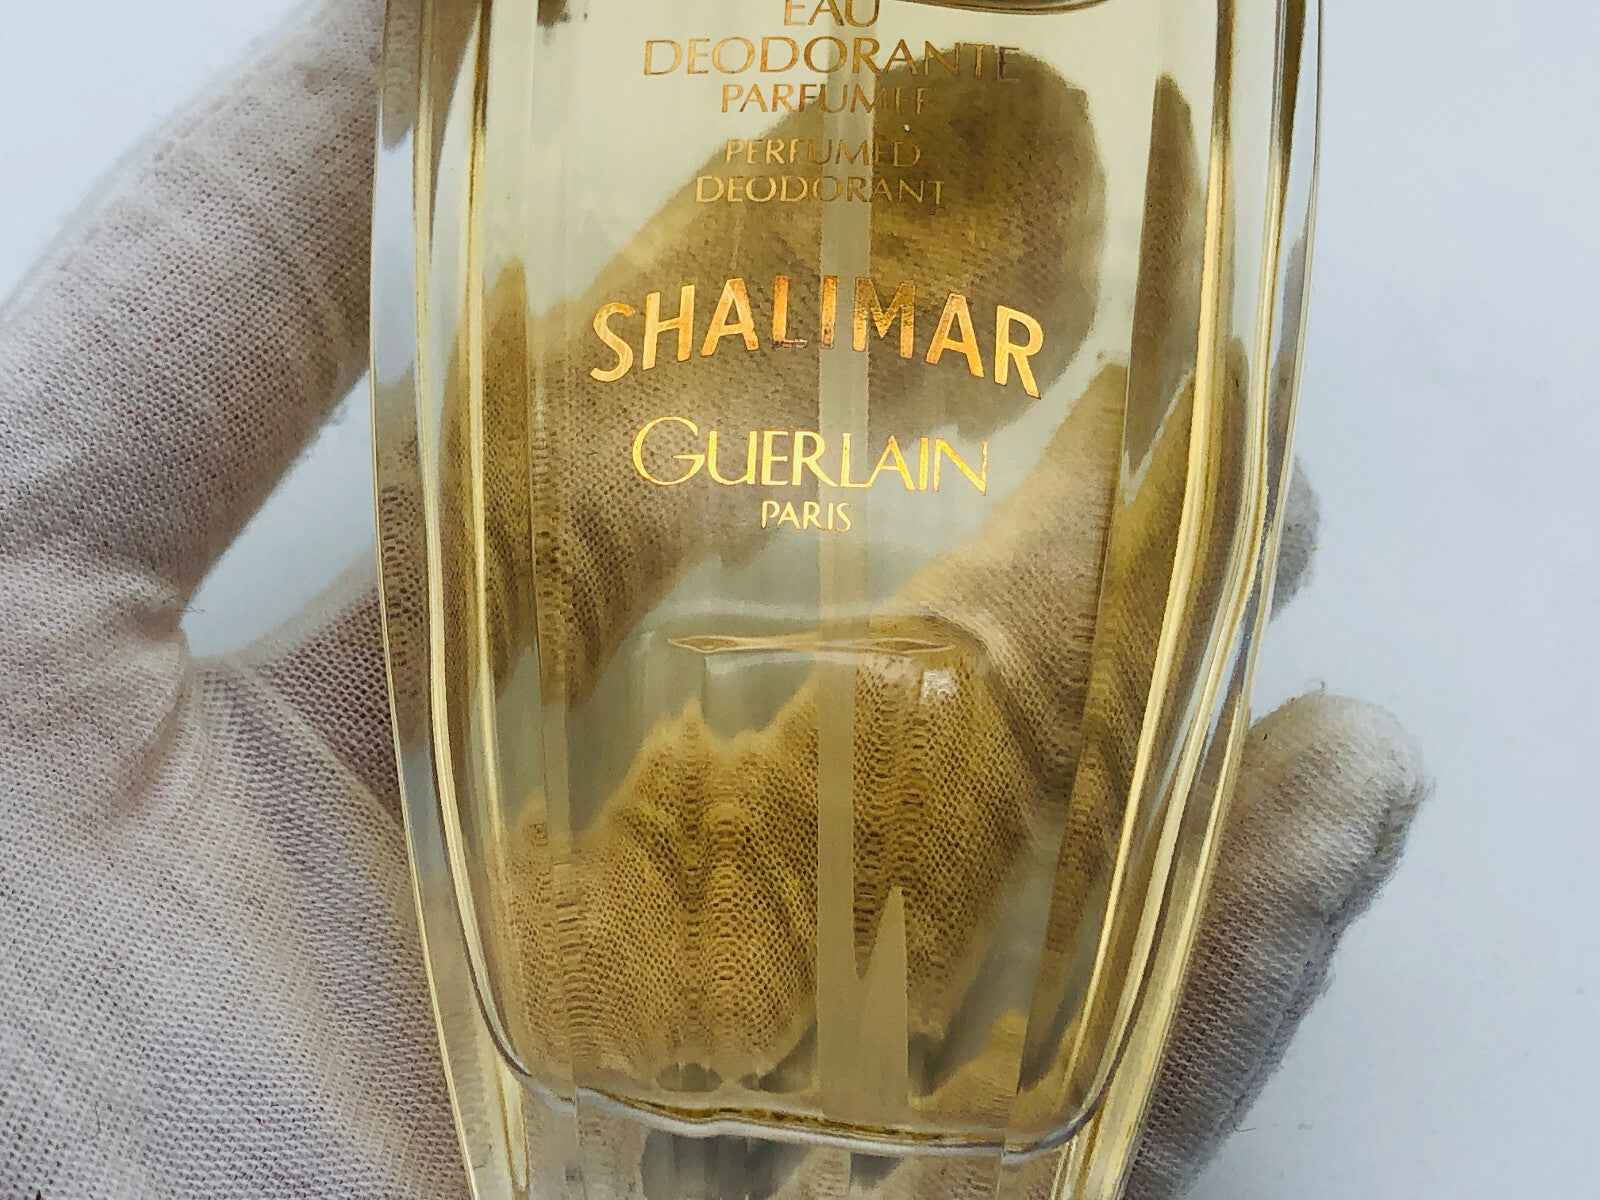 EAU
DEODORANTE
PARFUMEE
PERFUMED
DEODORANT
SHALIMAR
GUERLAIN
PARIS